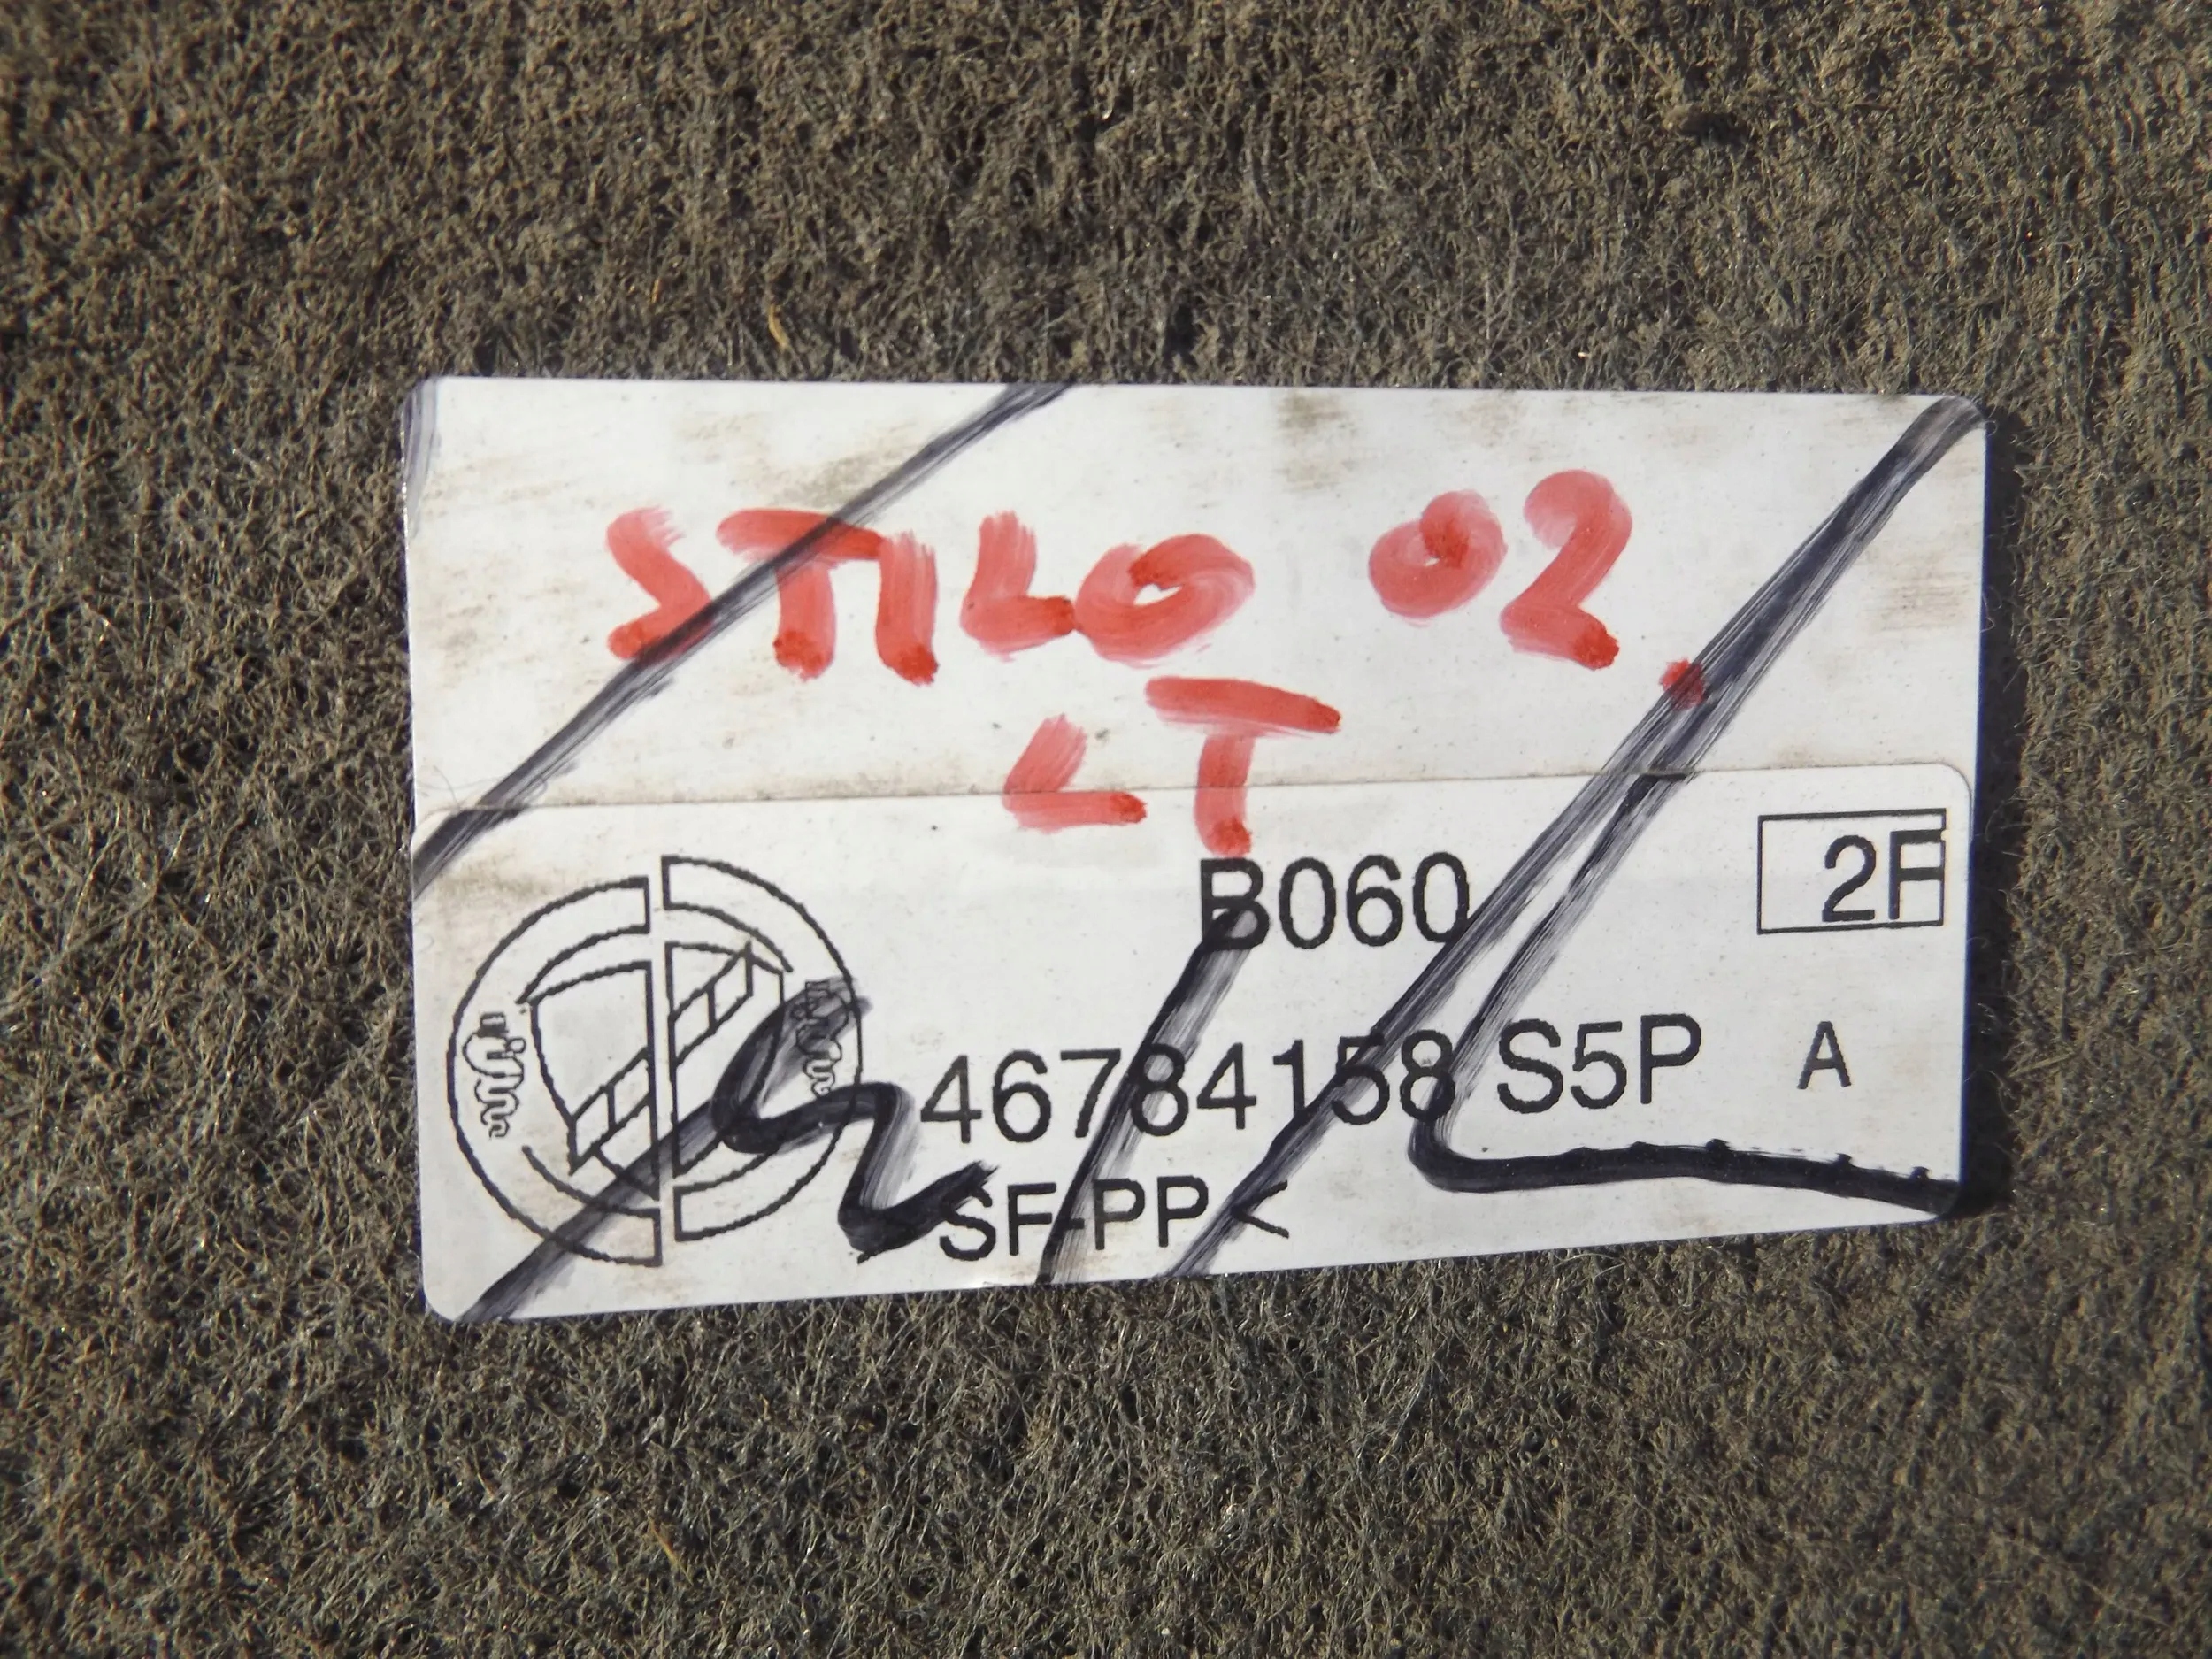 STILO 02.
LT
B060
2F
46784158 S5P A
SF-PP<